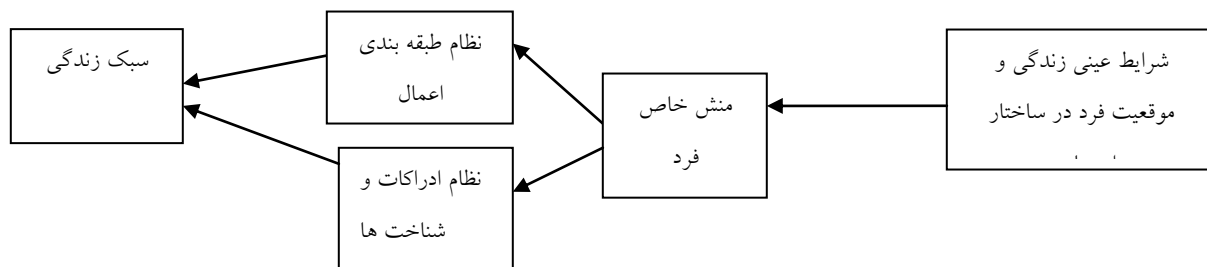 شرایط عینی زندگی و
موقعیت فرد در ساختار
منش خاص
فرد
نظام طبقه بندی
اعمال
نظام ادراکات و
شناخت ها
سبک زندگی